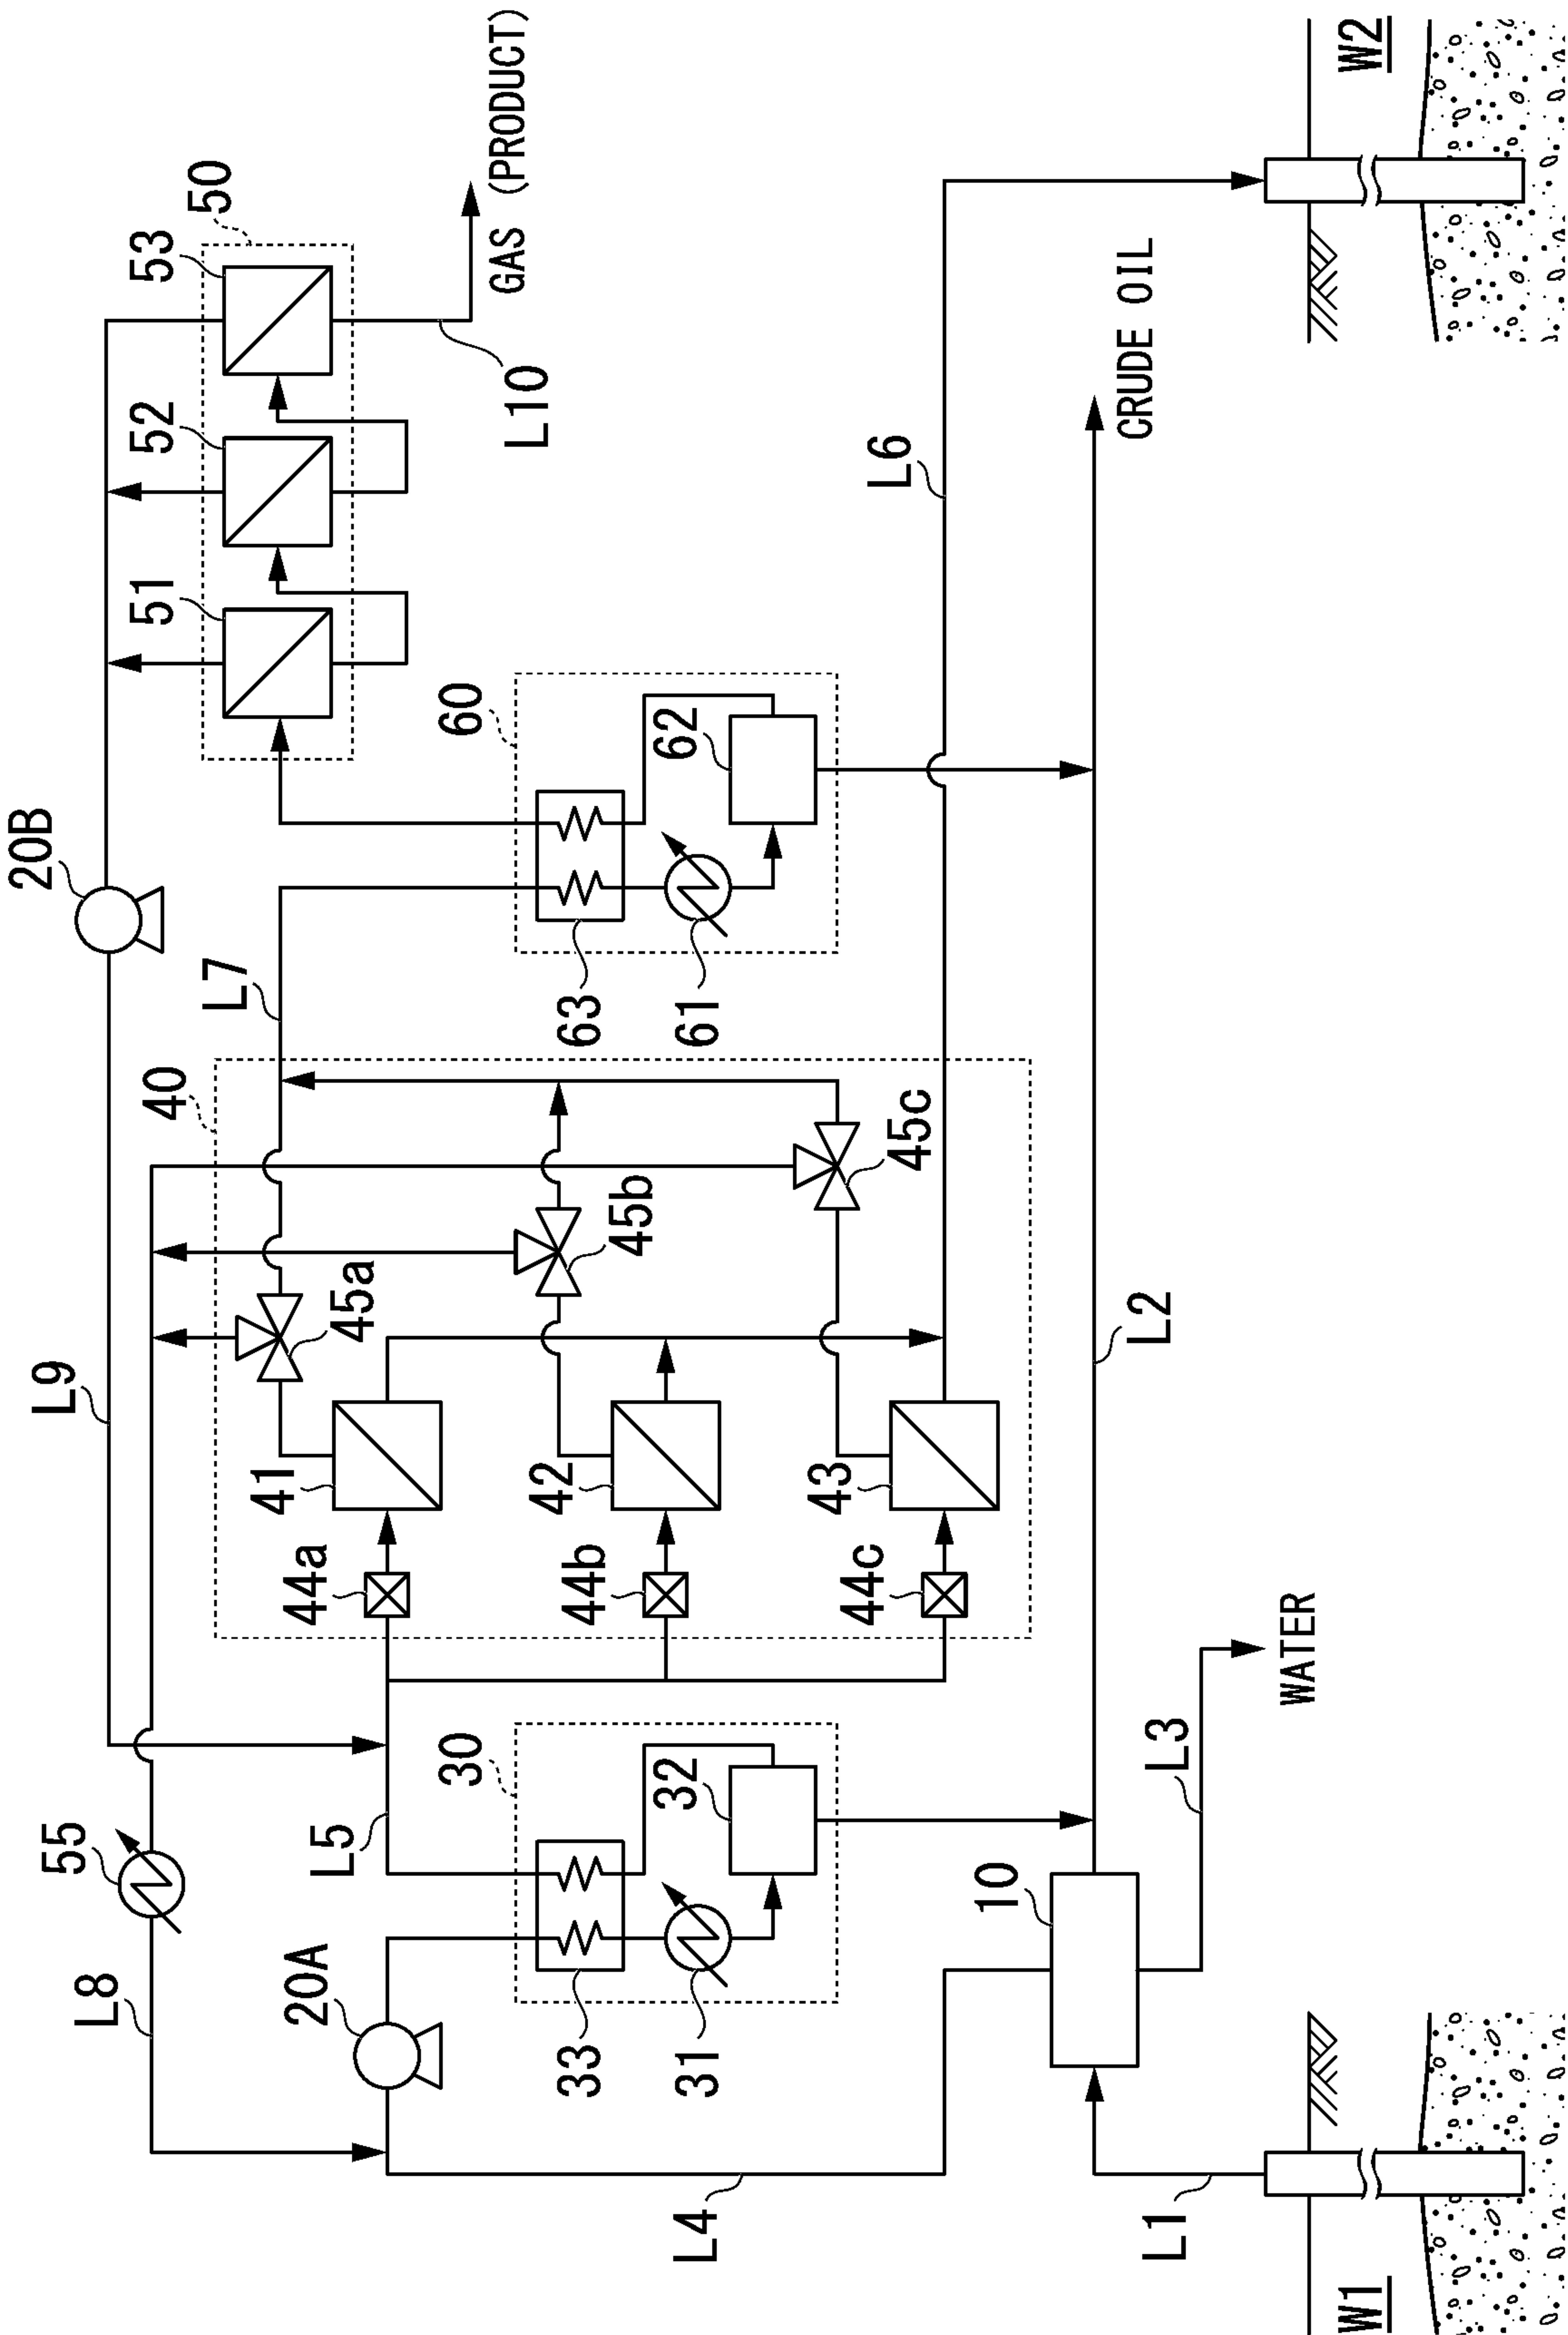 20B
L9
L8
55
53
50
52
51
GAS (PRODUCT)
L10
L7
40
45a
45b
45c
41
42
43
44a
44b
44c
60
63
61
62
L6
CRUDE OIL
W2
20A
L5
30
33
31
32
10
L4
L2
L3
WATER
L1
W1